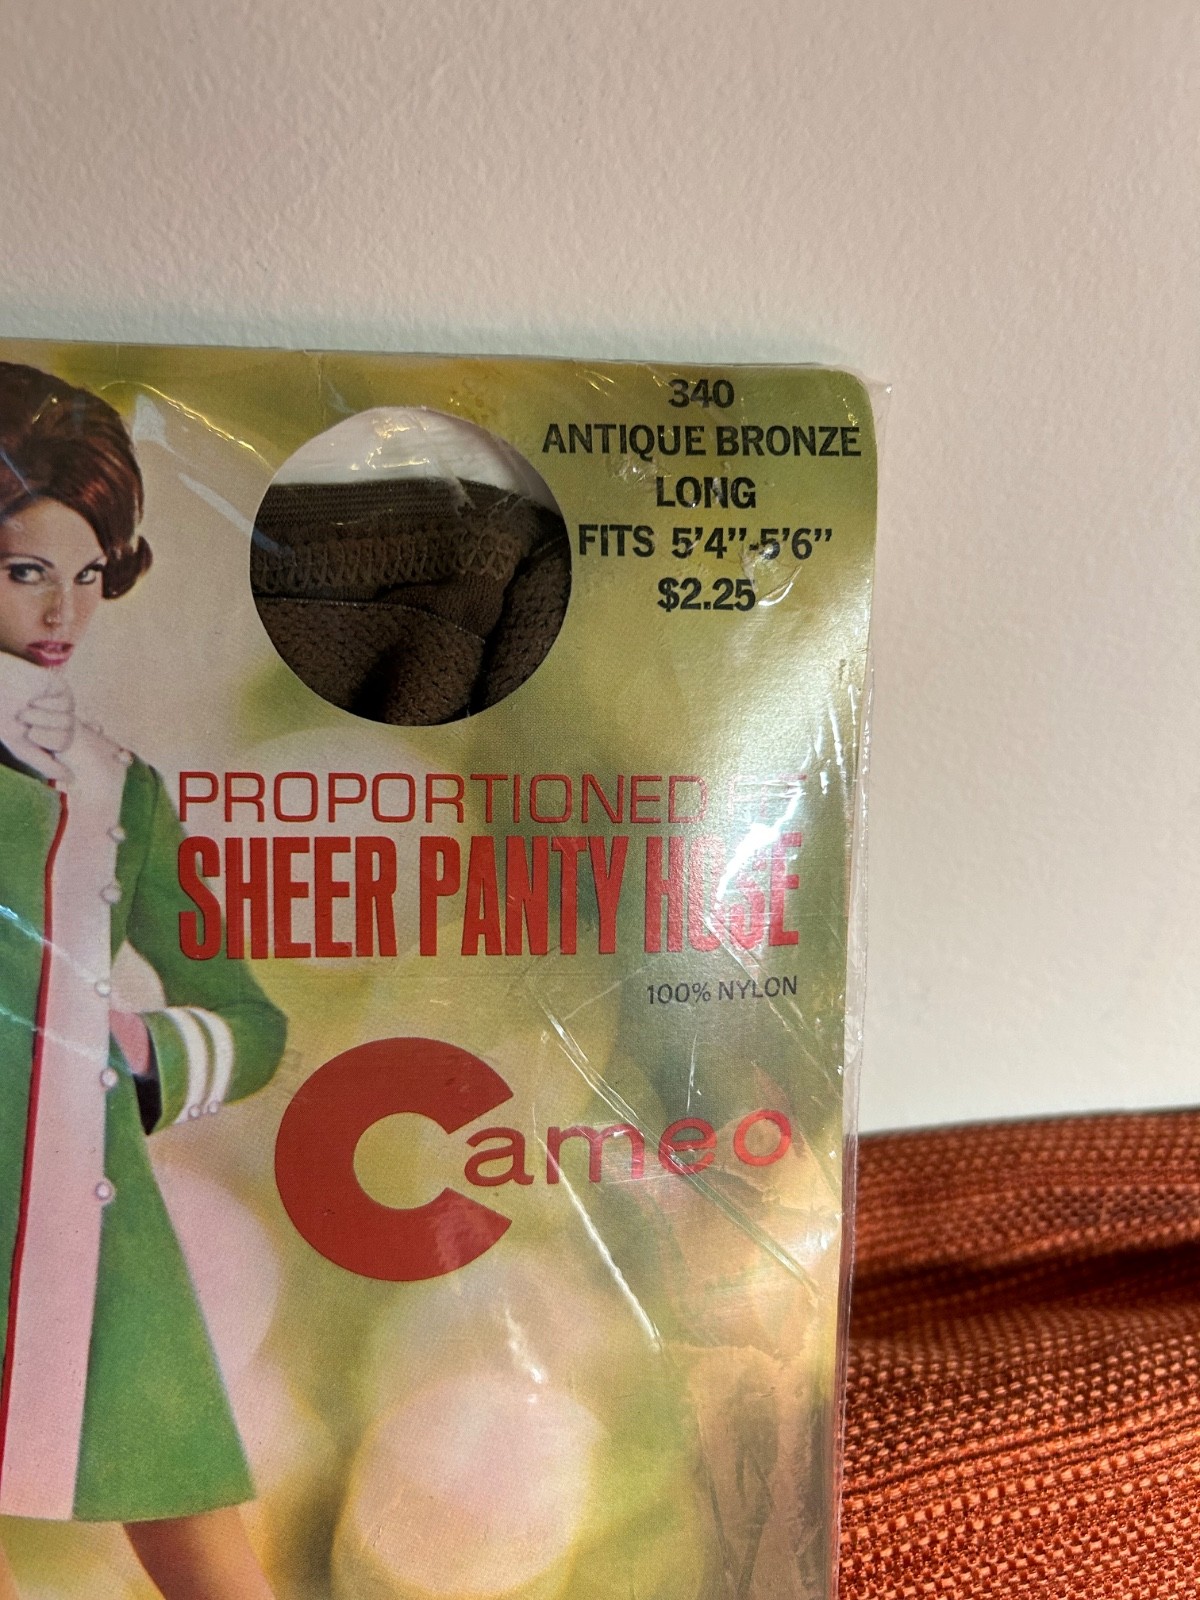 340
ANTIQUE BRONZE
LONG
FITS 5'4"-5'6"
$2.25
PROPORTIONED
SHEER PANTY HOSE
100% NYLON
Cameo